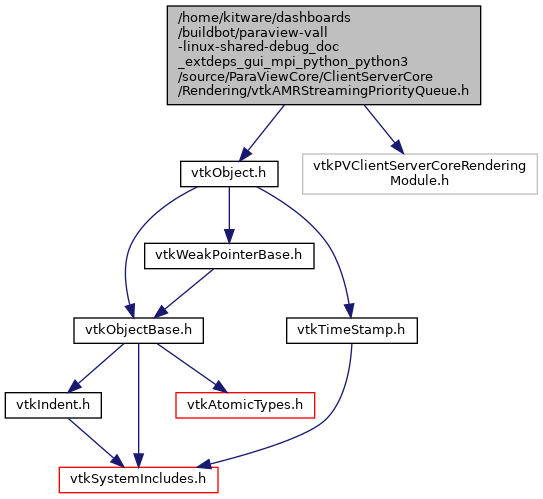 /home/kitware/dashboards
/buildbot/paraview-vall
-linux-shared-debug_doc
_extdeps_gui_mpi_python_python3
/source/ParaViewCore/ClientServerCore
/Rendering/vtkAMRStreamingPriorityQueue.h
vtkObject.h
vtkPVClientServerCoreRendering
Module.h
vtkWeakPointerBase.h
vtkObjectBase.h
vtkTimeStamp.h
vtkIndent.h
vtkAtomicTypes.h
vtkSystemIncludes.h